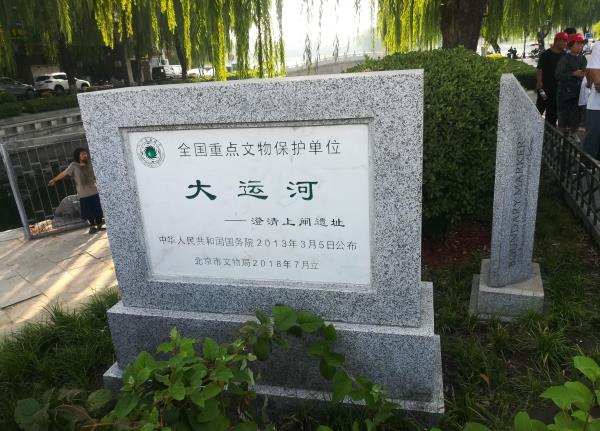 全国重点文物保护单位
大运河
——澄清上闸遗址
中华人民共和国国务院2013年3月5日公布
北京市文物局2018年7月立
BOUNDARY MARKER